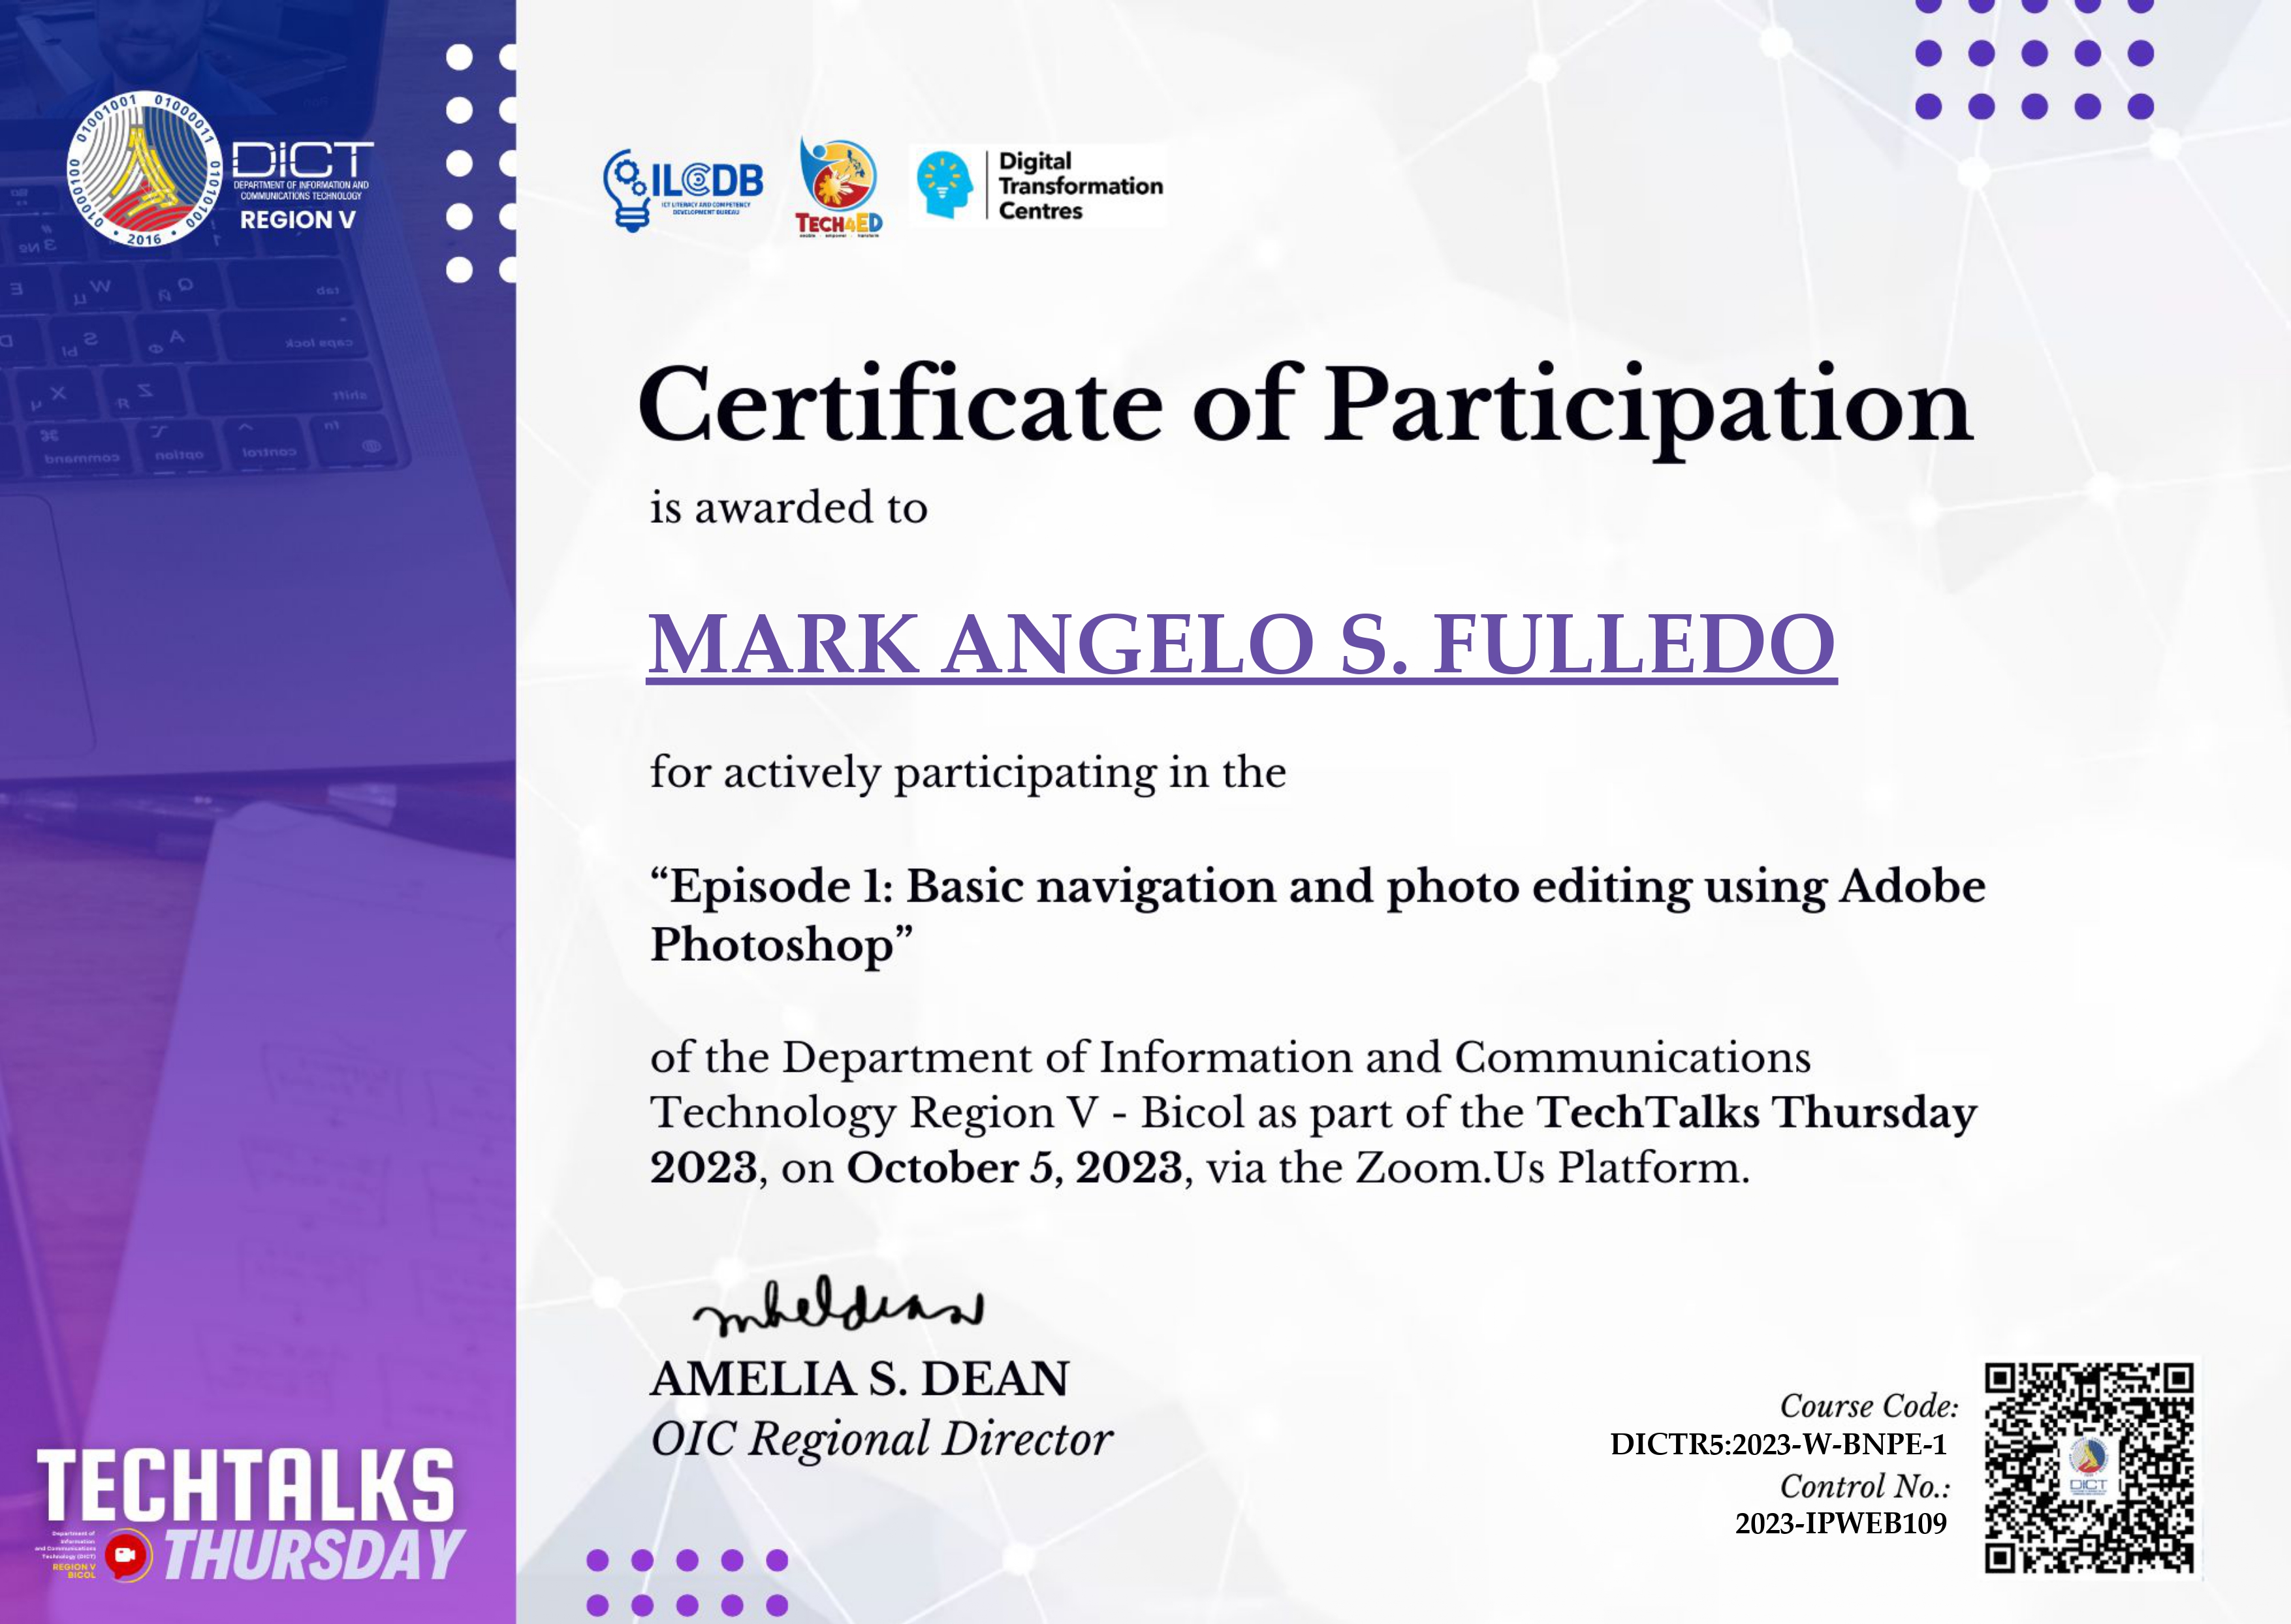 01000100 01001001 01000011 01010100
• 2016 •
DICT
DEPARTMENT OF INFORMATION AND
COMMUNICATIONS TECHNOLOGY
REGION V
ILCDB
ICT LITERACY AND COMPETENCY
DEVELOPMENT BUREAU
TECH4ED
Digital
Transformation
Centres
Certificate of Participation
is awarded to
MARK ANGELO S. FULLEDO
for actively participating in the
“Episode 1: Basic navigation and photo editing using Adobe
Photoshop”
of the Department of Information and Communications
Technology Region V - Bicol as part of the TechTalks Thursday
2023, on October 5, 2023, via the Zoom.Us Platform.
AMELIA S. DEAN
OIC Regional Director
Course Code:
DICTR5:2023-W-BNPE-1
Control No.:
2023-IPWEB109
DICT
TECHTALKS
THURSDAY
Department of
Information
and Communications
Technology (DICT)
REGION V
BICOL